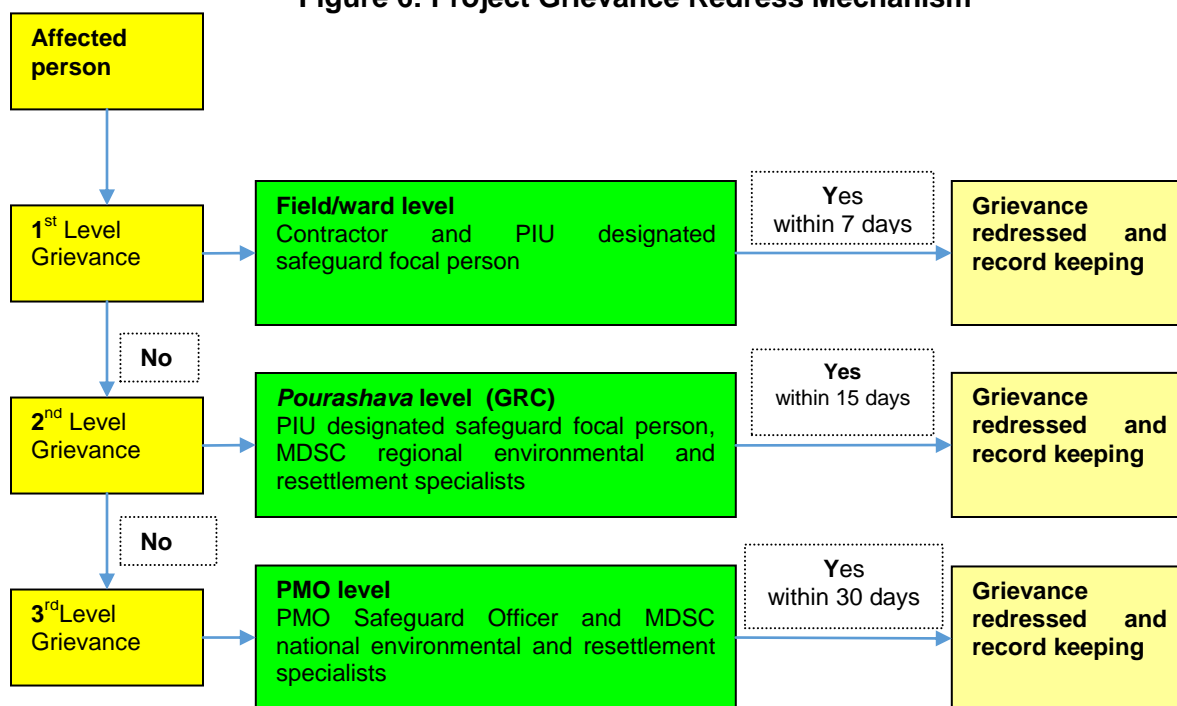 Figure 6: Project Grievance Redress Mechanism
Affected
person
1st Level
Grievance
Field/ward level
Contractor and PIU designated
safeguard focal person
Yes
within 7 days
Grievance
redressed and
record keeping
No
2nd Level
Grievance
Pourashava level (GRC)
PIU designated safeguard focal person,
MDSC regional environmental and
resettlement specialists
Yes
within 15 days
Grievance
redressed and
record keeping
No
3rdLevel
Grievance
PMO level
PMO Safeguard Officer and MDSC
national environmental and resettlement
specialists
Yes
within 30 days
Grievance
redressed and
record keeping